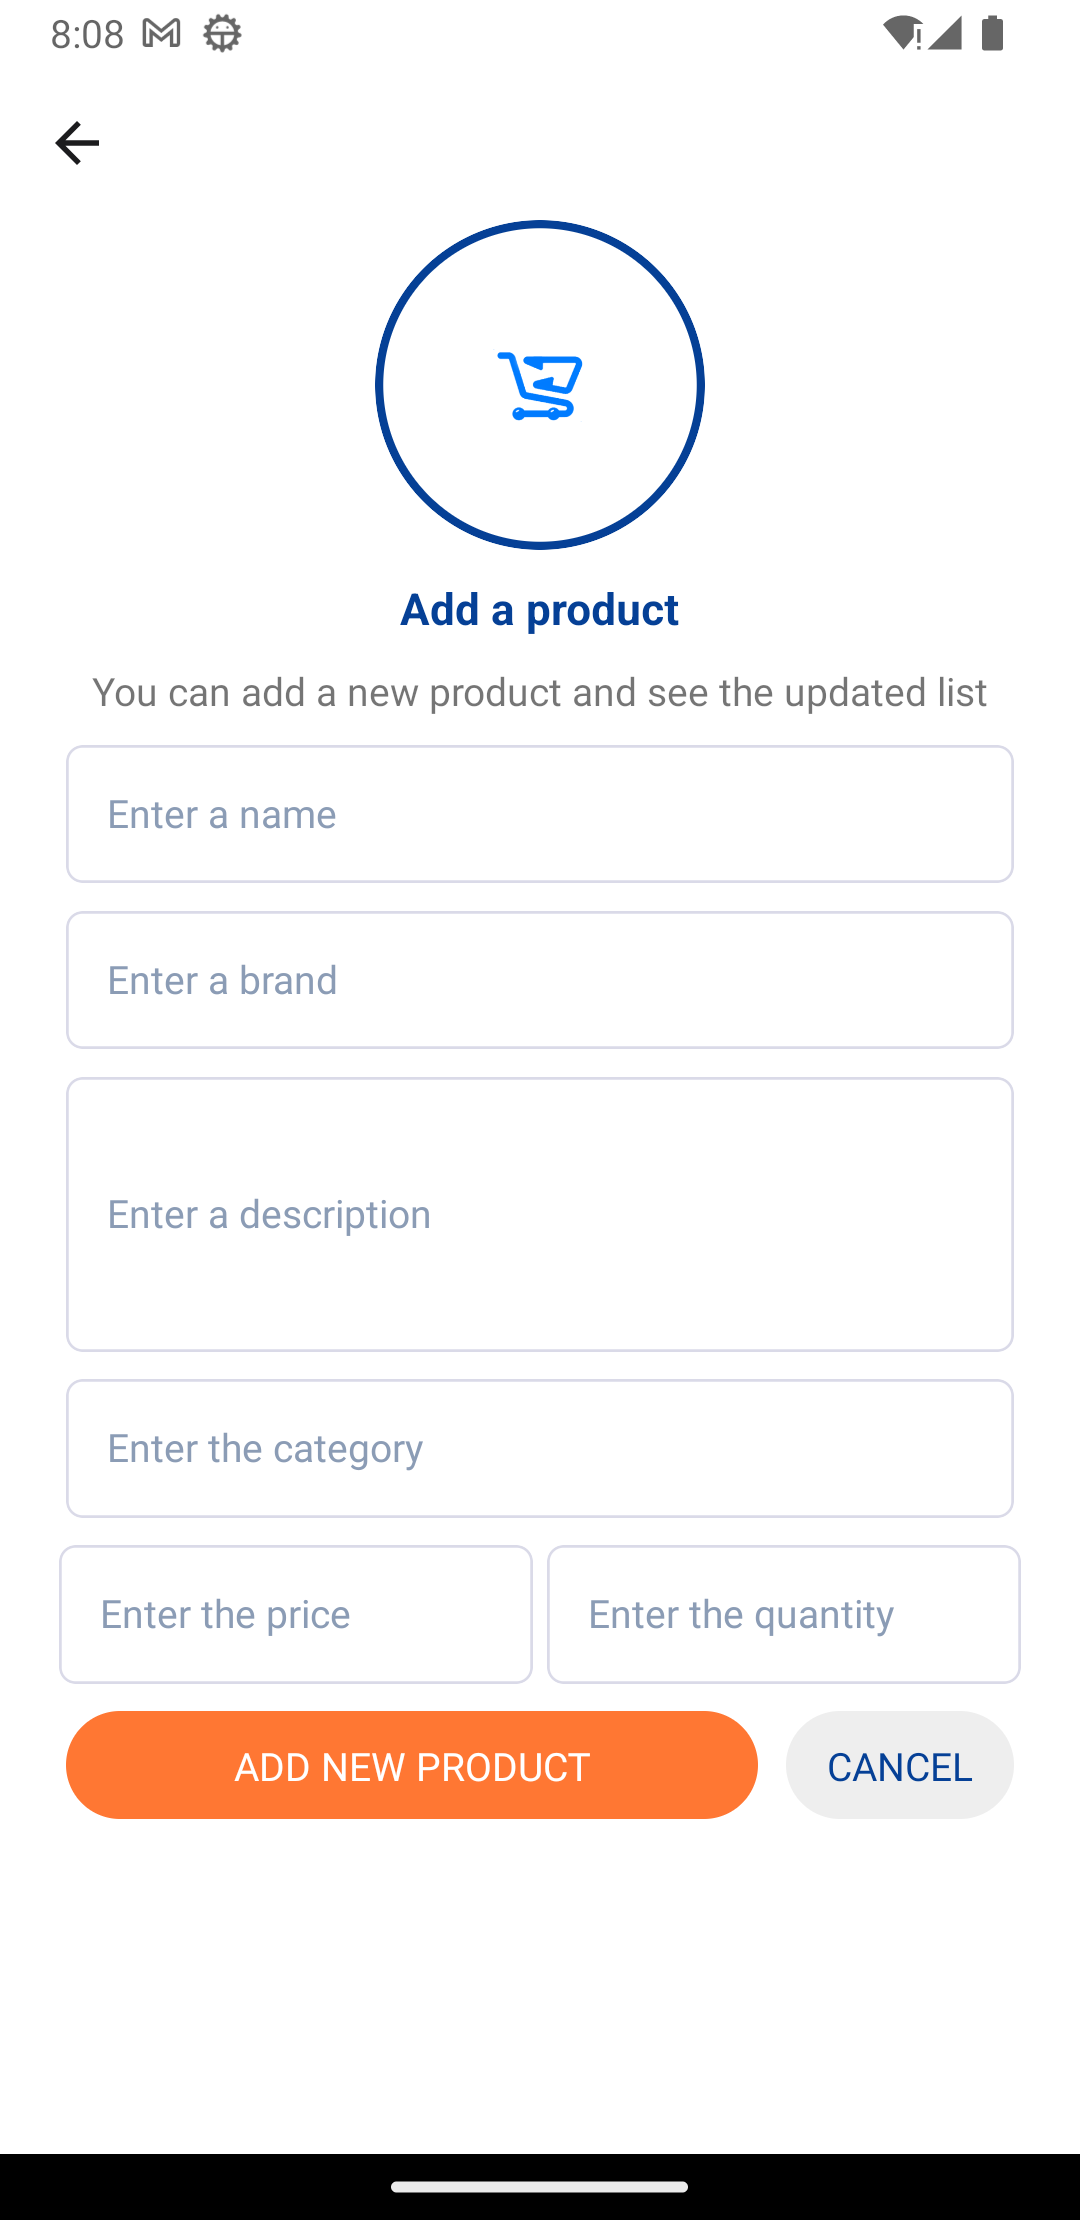 8:08
Add a product
You can add a new product and see the updated list
Enter a name
Enter a brand
Enter a description
Enter the category
Enter the price
Enter the quantity
ADD NEW PRODUCT
CANCEL